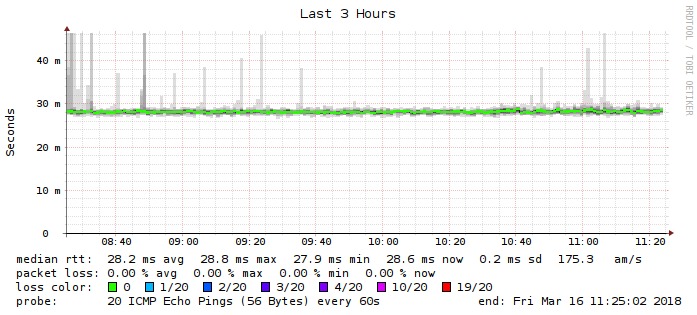 Last 3 Hours
RRDTOOL / TOBI OETIKER
Seconds
40 m
30 m
20 m
10 m
0
08:40 09:00 09:20 09:40 10:00 10:20 10:40 11:00 11:20
median rtt: 28.2 ms avg 28.8 ms max 27.9 ms min 28.6 ms now 0.2 ms sd 175.3 am/s
packet loss: 0.00 % avg 0.00 % max 0.00 % min 0.00 % now
loss color: 0 1/20 2/20 3/20 4/20 10/20 19/20
probe: 20 ICMP Echo Pings (56 Bytes) every 60s end: Fri Mar 16 11:25:02 2018